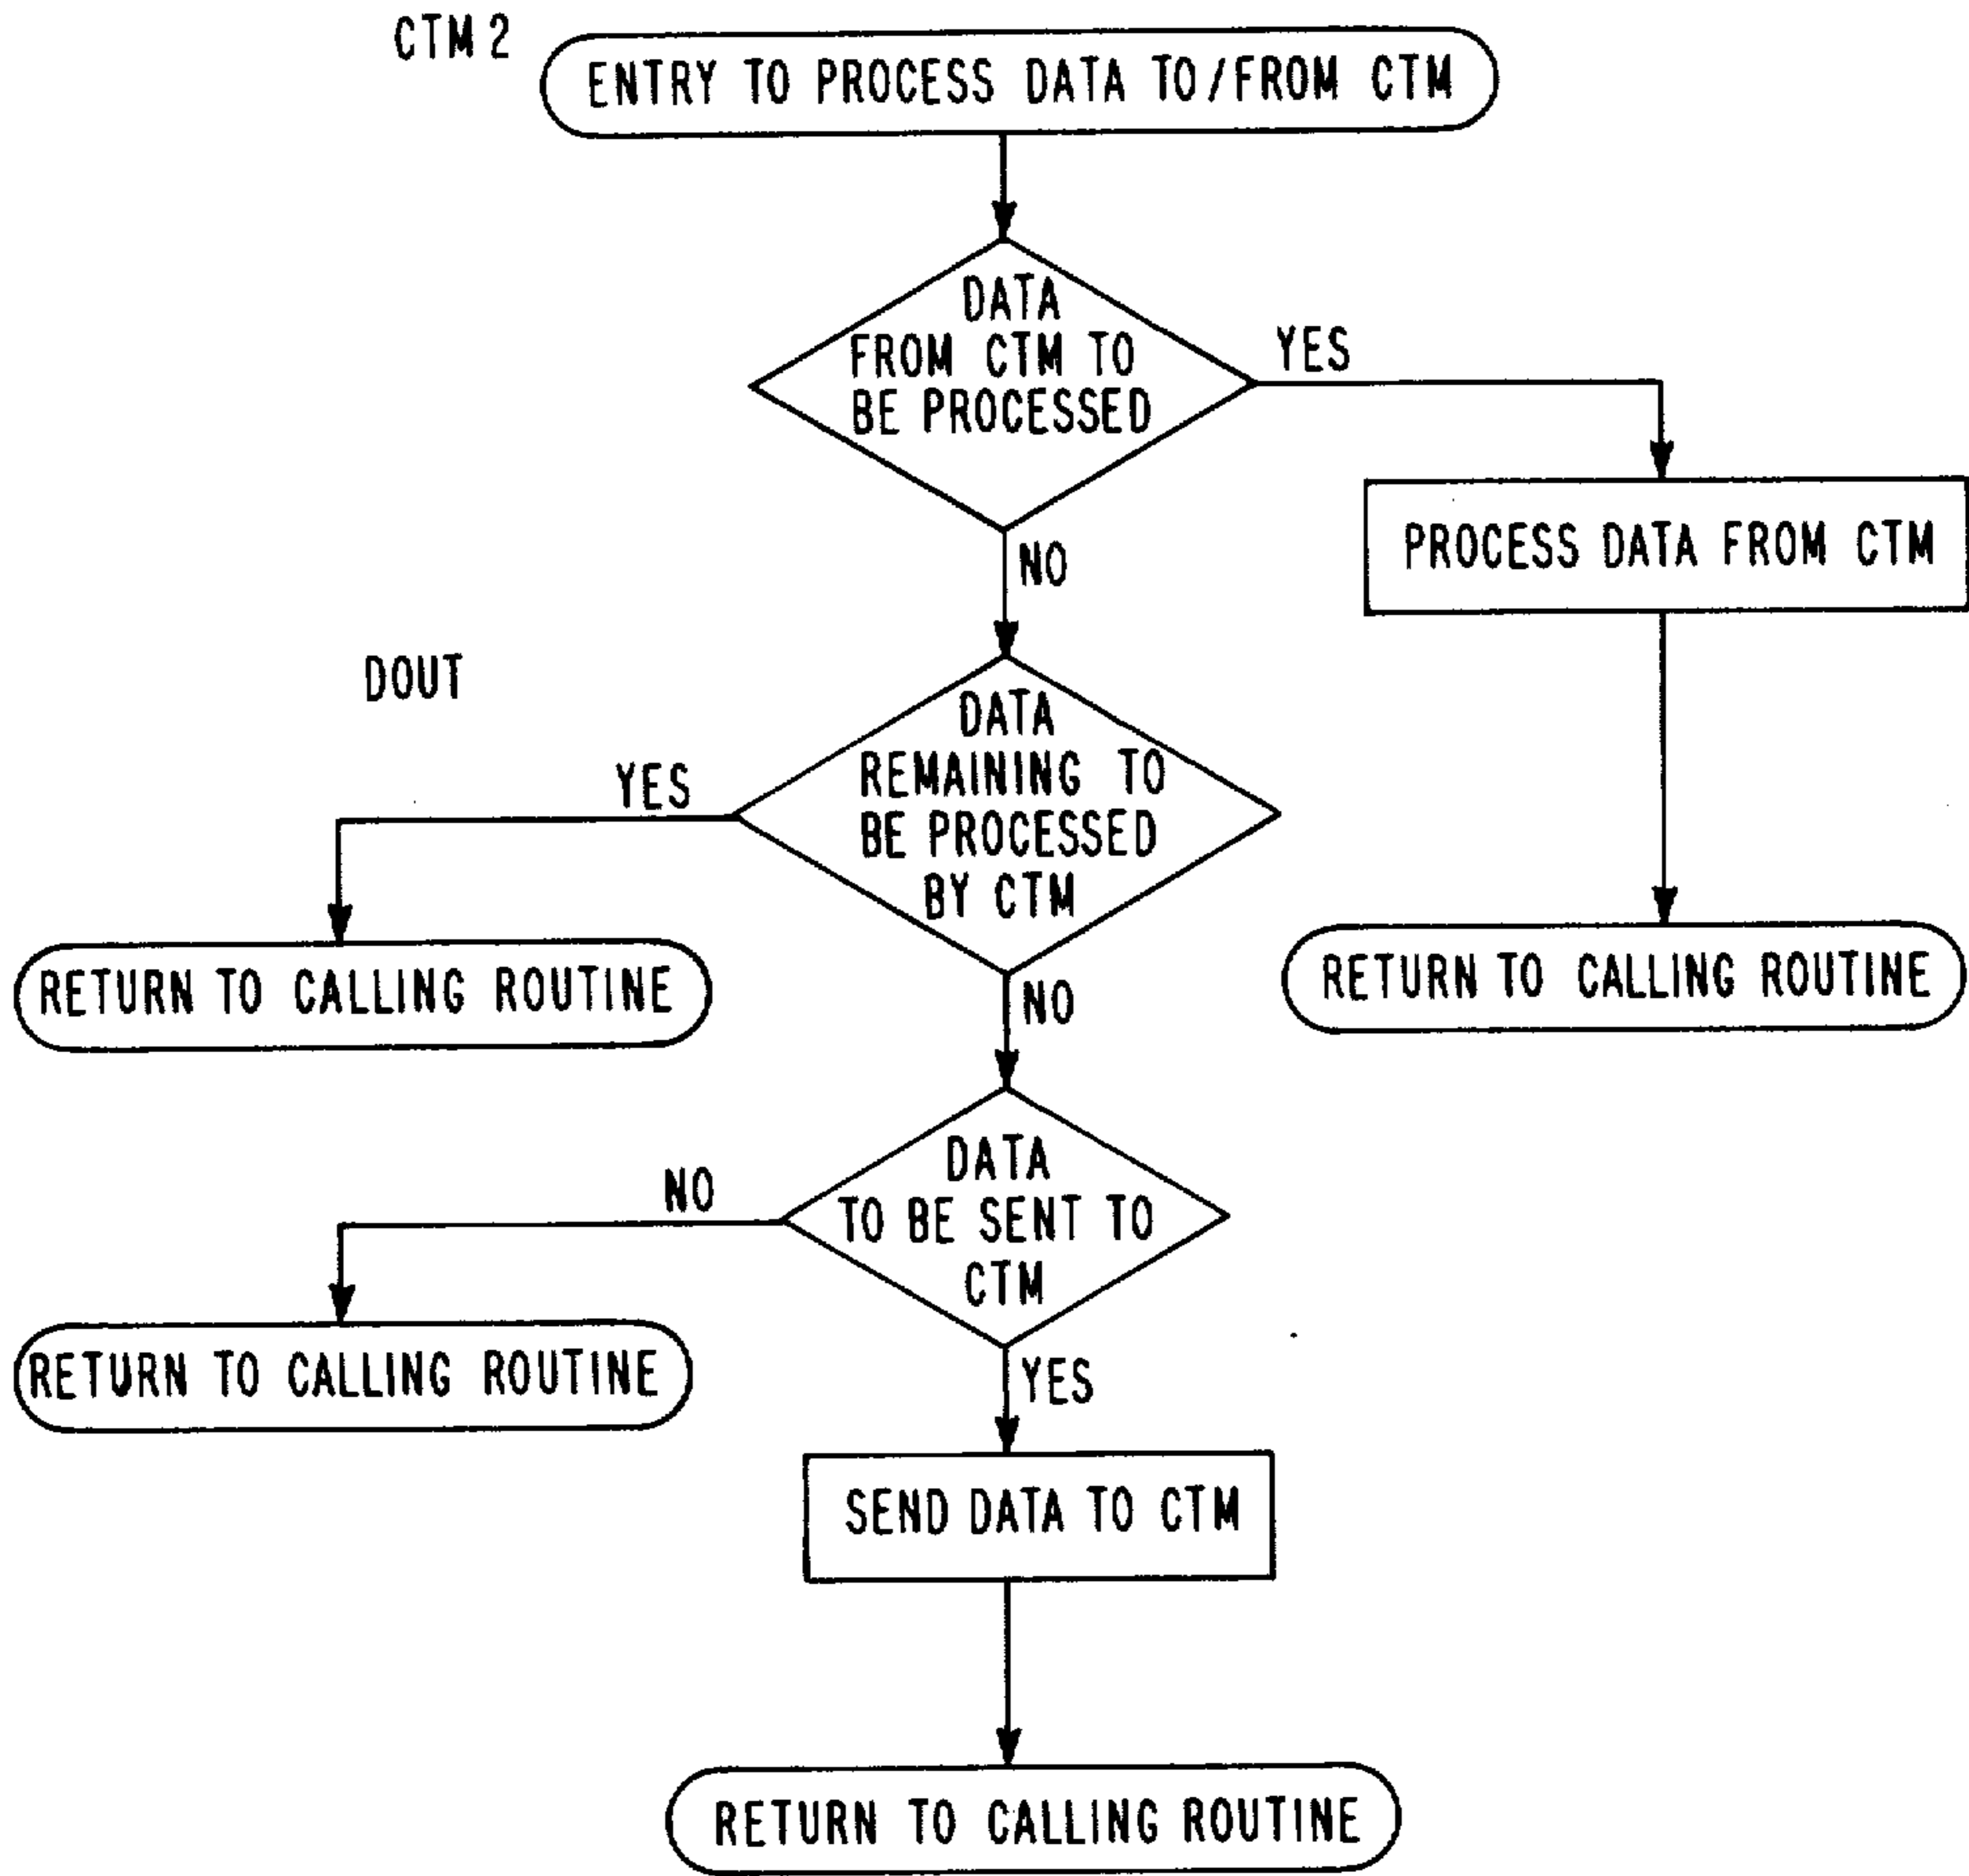 CTM 2
ENTRY TO PROCESS DATA TO/FROM CTM
DATA
FROM CTM TO
BE PROCESSED
YES
PROCESS DATA FROM CTM
NO
DOUT
DATA
REMAINING TO
BE PROCESSED
BY CTM
YES
RETURN TO CALLING ROUTINE
RETURN TO CALLING ROUTINE
NO
DATA
TO BE SENT TO
CTM
NO
RETURN TO CALLING ROUTINE
YES
SEND DATA TO CTM
RETURN TO CALLING ROUTINE